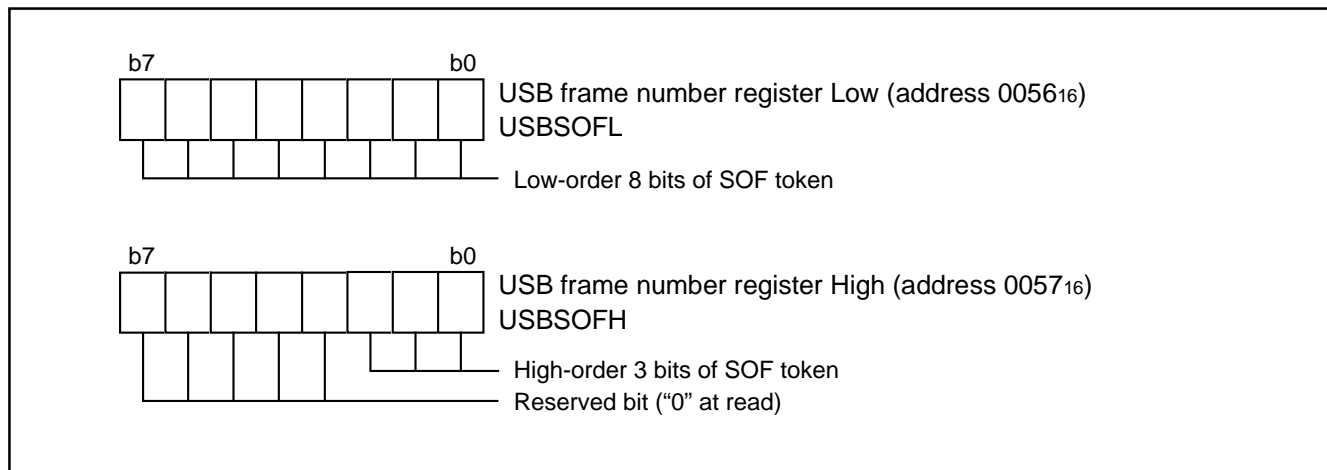 b7 b0
USB frame number register Low (address 0056₁₆)
USBSOFL
Low-order 8 bits of SOF token
b7 b0
USB frame number register High (address 0057₁₆)
USBSOFH
High-order 3 bits of SOF token
Reserved bit (“0” at read)